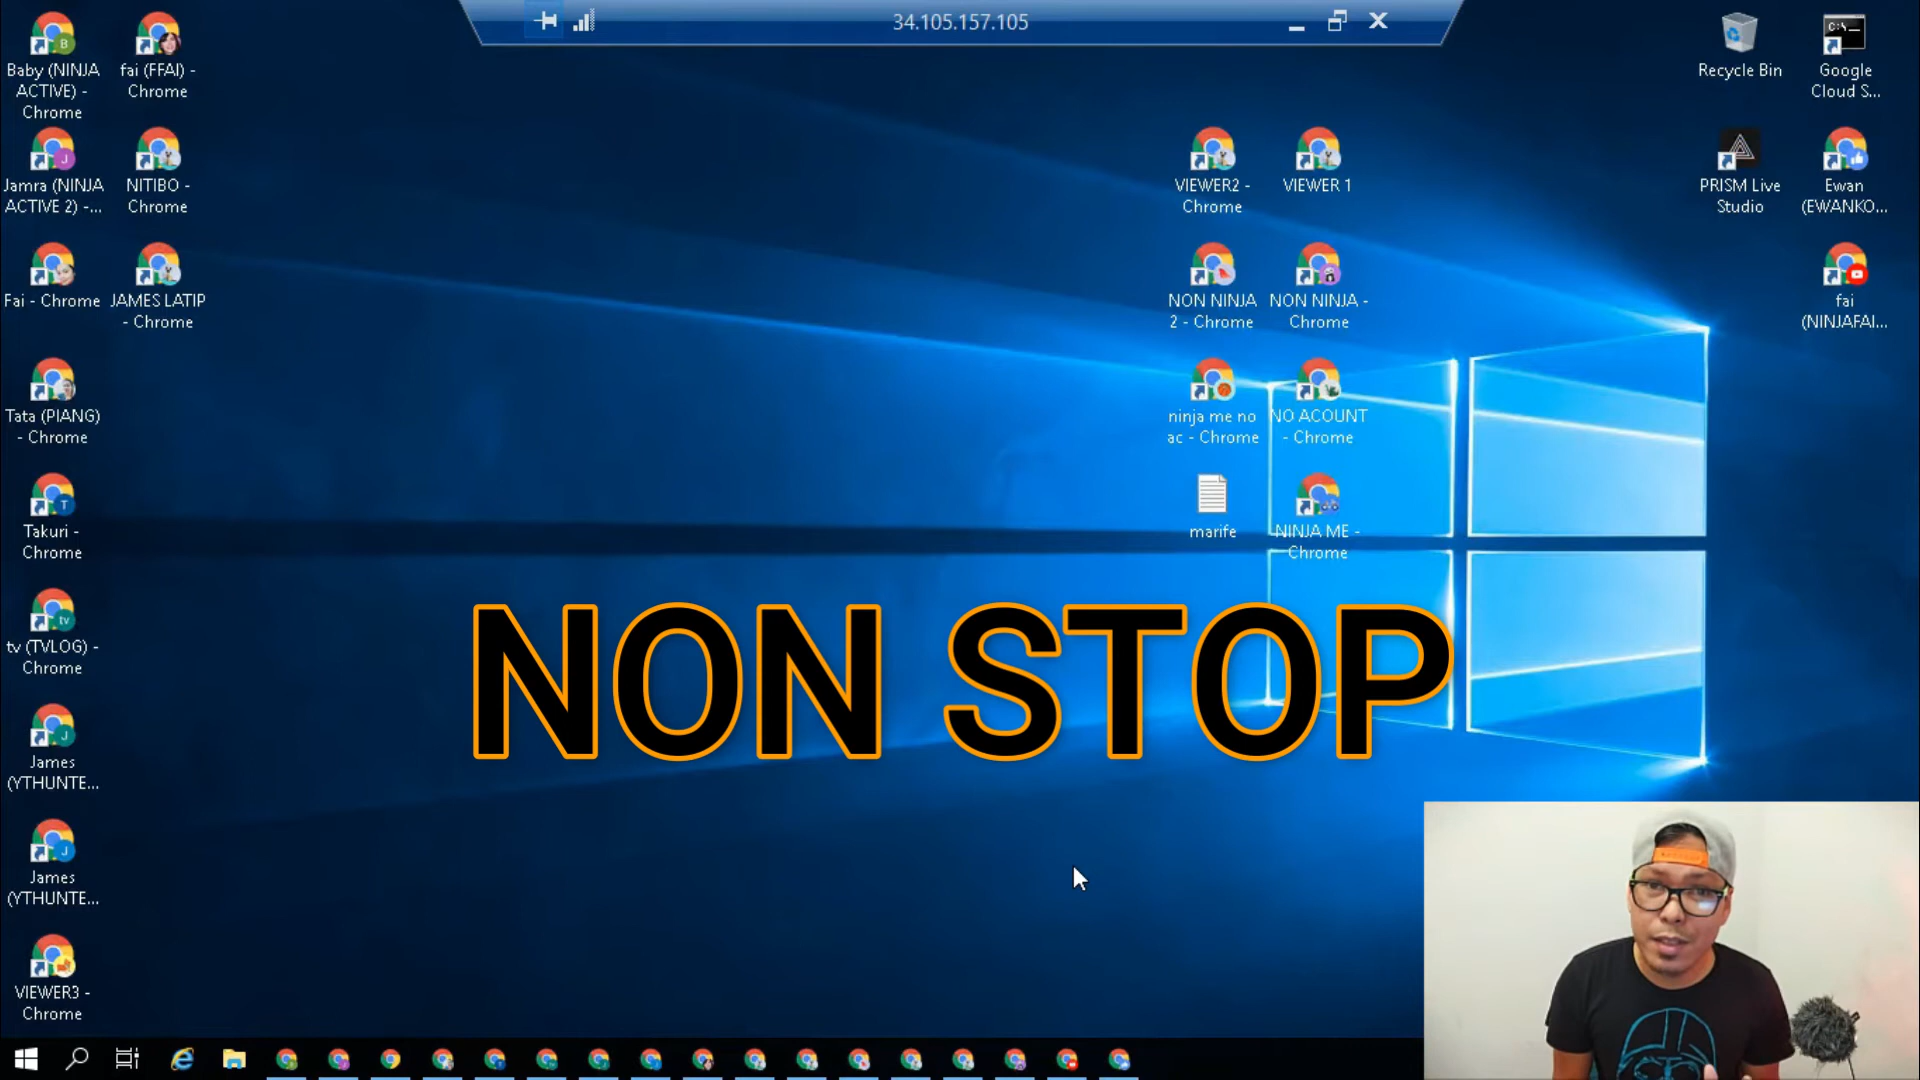 34.105.157.105
Baby (NINJA
ACTIVE) -
Chrome
fai (FFAI) -
Chrome
Jamra (NINJA
ACTIVE 2) -...
NITIBO -
Chrome
Fai - Chrome
JAMES LATIP
- Chrome
Tata (PIANG)
- Chrome
Takuri -
Chrome
tv (TVLOG) -
Chrome
James
(YTHUNTE...
James
(YTHUNTE...
VIEWER3 -
Chrome
VIEWER2 -
Chrome
VIEWER 1
NON NINJA
2 - Chrome
NON NINJA -
Chrome
ninja me no
ac - Chrome
NO ACOUNT
- Chrome
marife
NINJA ME -
Chrome
Recycle Bin
Google
Cloud S...
PRISM Live
Studio
Ewan
(EWANKO...
fai
(NINJAFAI...
NON STOP